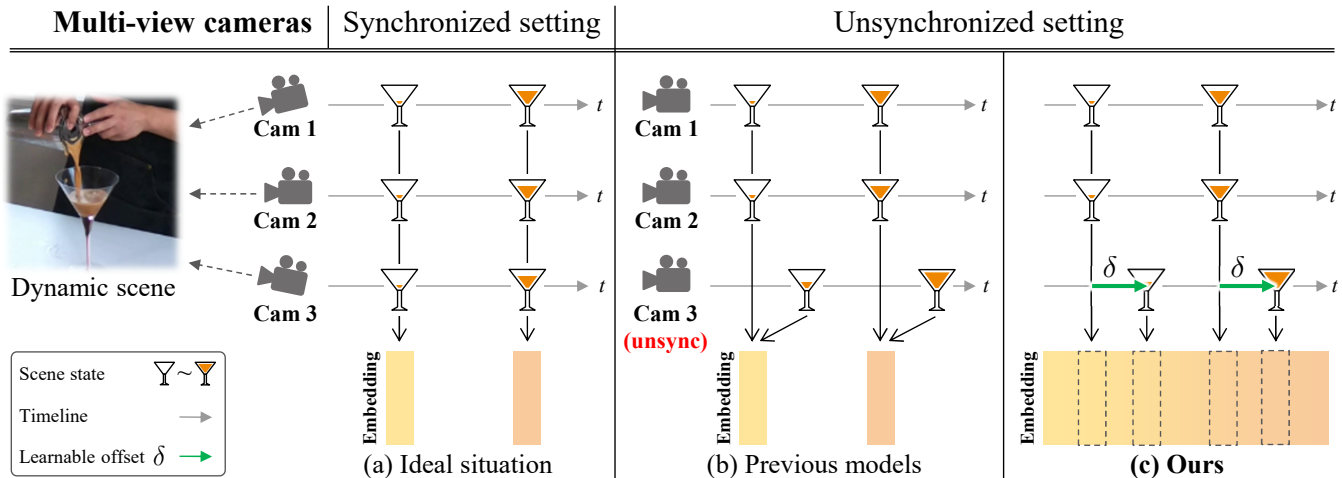 Multi-view cameras
Synchronized setting
Unsynchronized setting
Cam 1
t
Cam 2
t
Cam 3
t
Dynamic scene
Cam 1
t
Cam 2
t
Cam 3
(unsync)
t
t
t
δ
δ
t
Scene state ~
Timeline
Learnable offset δ
Embedding
Embedding
Embedding
(a) Ideal situation
(b) Previous models
(c) Ours